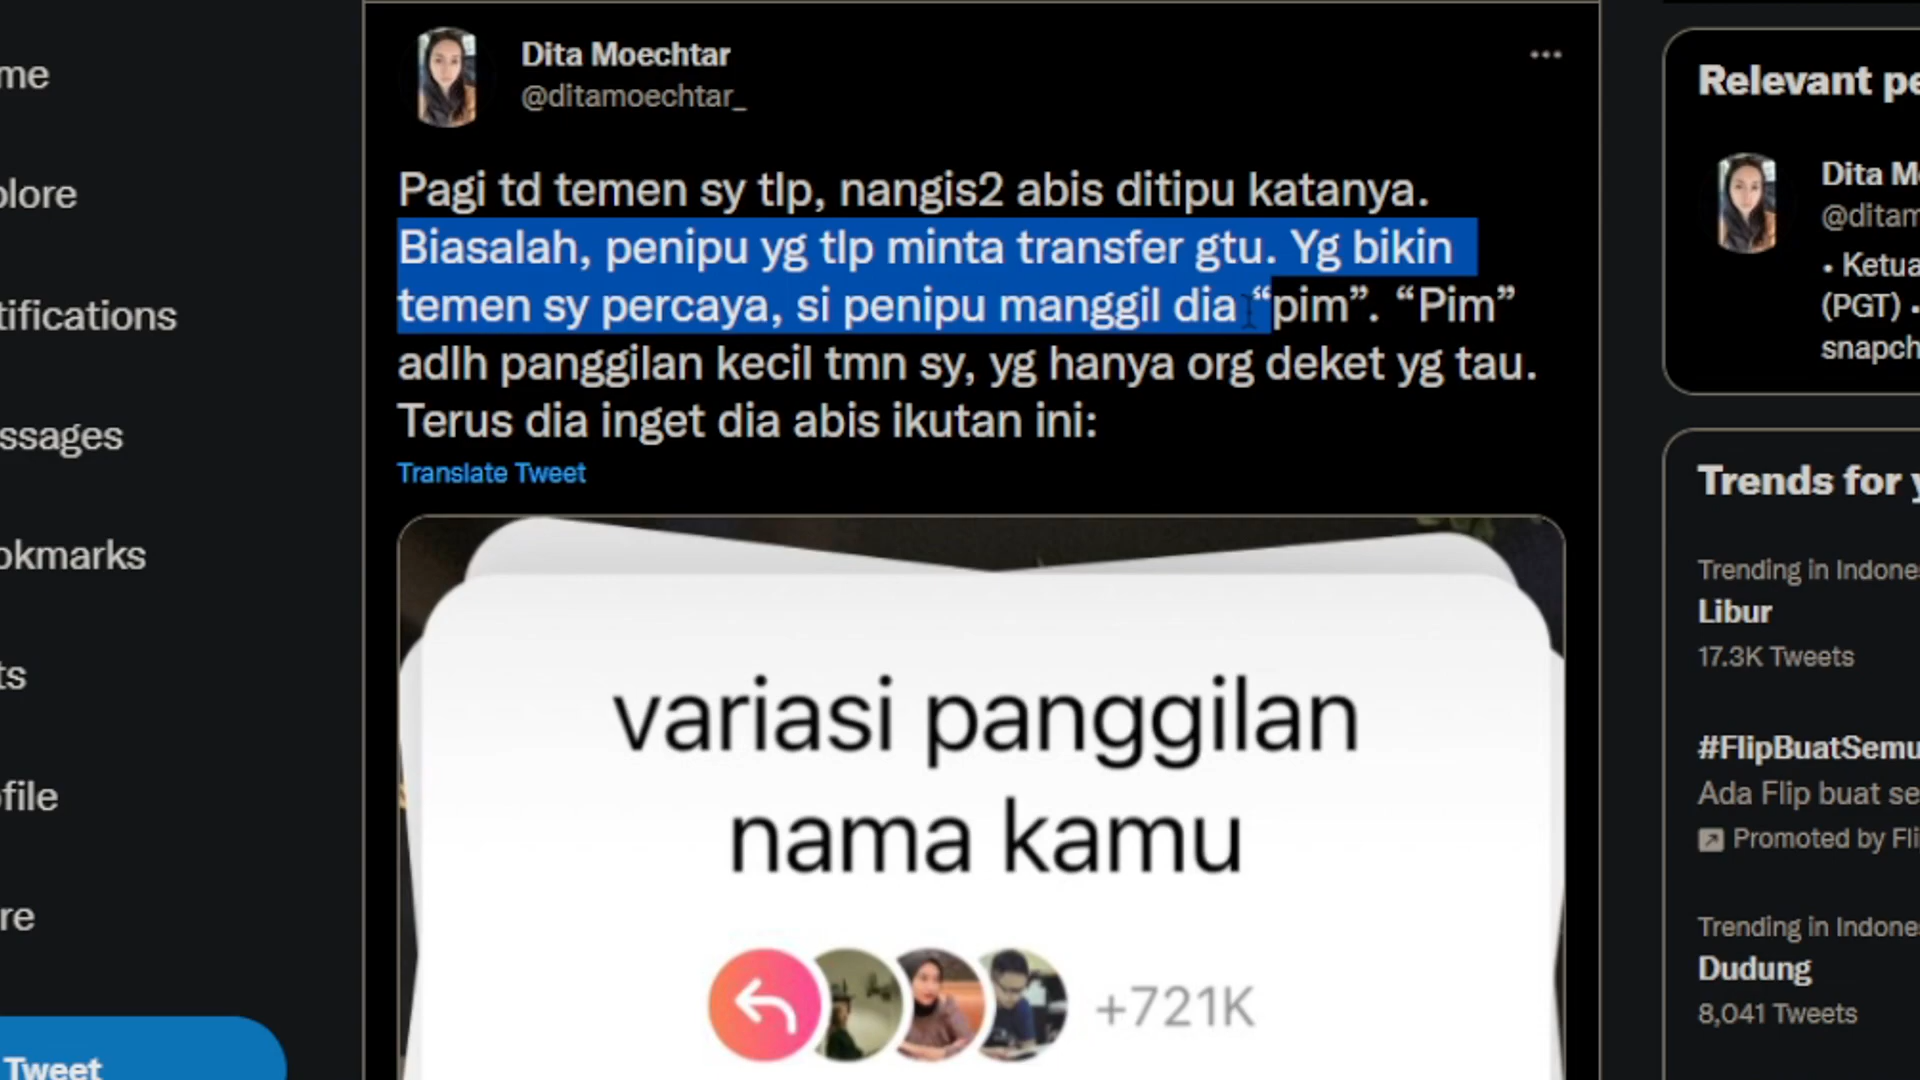 me
plore
tifications
ssages
okmarks
ts
ofile
re
Tweet
Dita Moechtar
@ditamoechtar_
Pagi td temen sy tlp, nangis2 abis ditipu katanya.
Biasalah, penipu yg tlp minta transfer gtu. Yg bikin
temen sy percaya, si penipu manggil dia “pim”. “Pim”
adlh panggilan kecil tmn sy, yg hanya org deket yg tau.
Terus dia inget dia abis ikutan ini:
Translate Tweet
variasi panggilan
nama kamu
+721K
Relevant pe
Dita M
@ditam
• Ketua
(PGT) •
snapch
Trends for y
Trending in Indone
Libur
17.3K Tweets
#FlipBuatSemu
Ada Flip buat se
Promoted by Fli
Trending in Indone
Dudung
8,041 Tweets